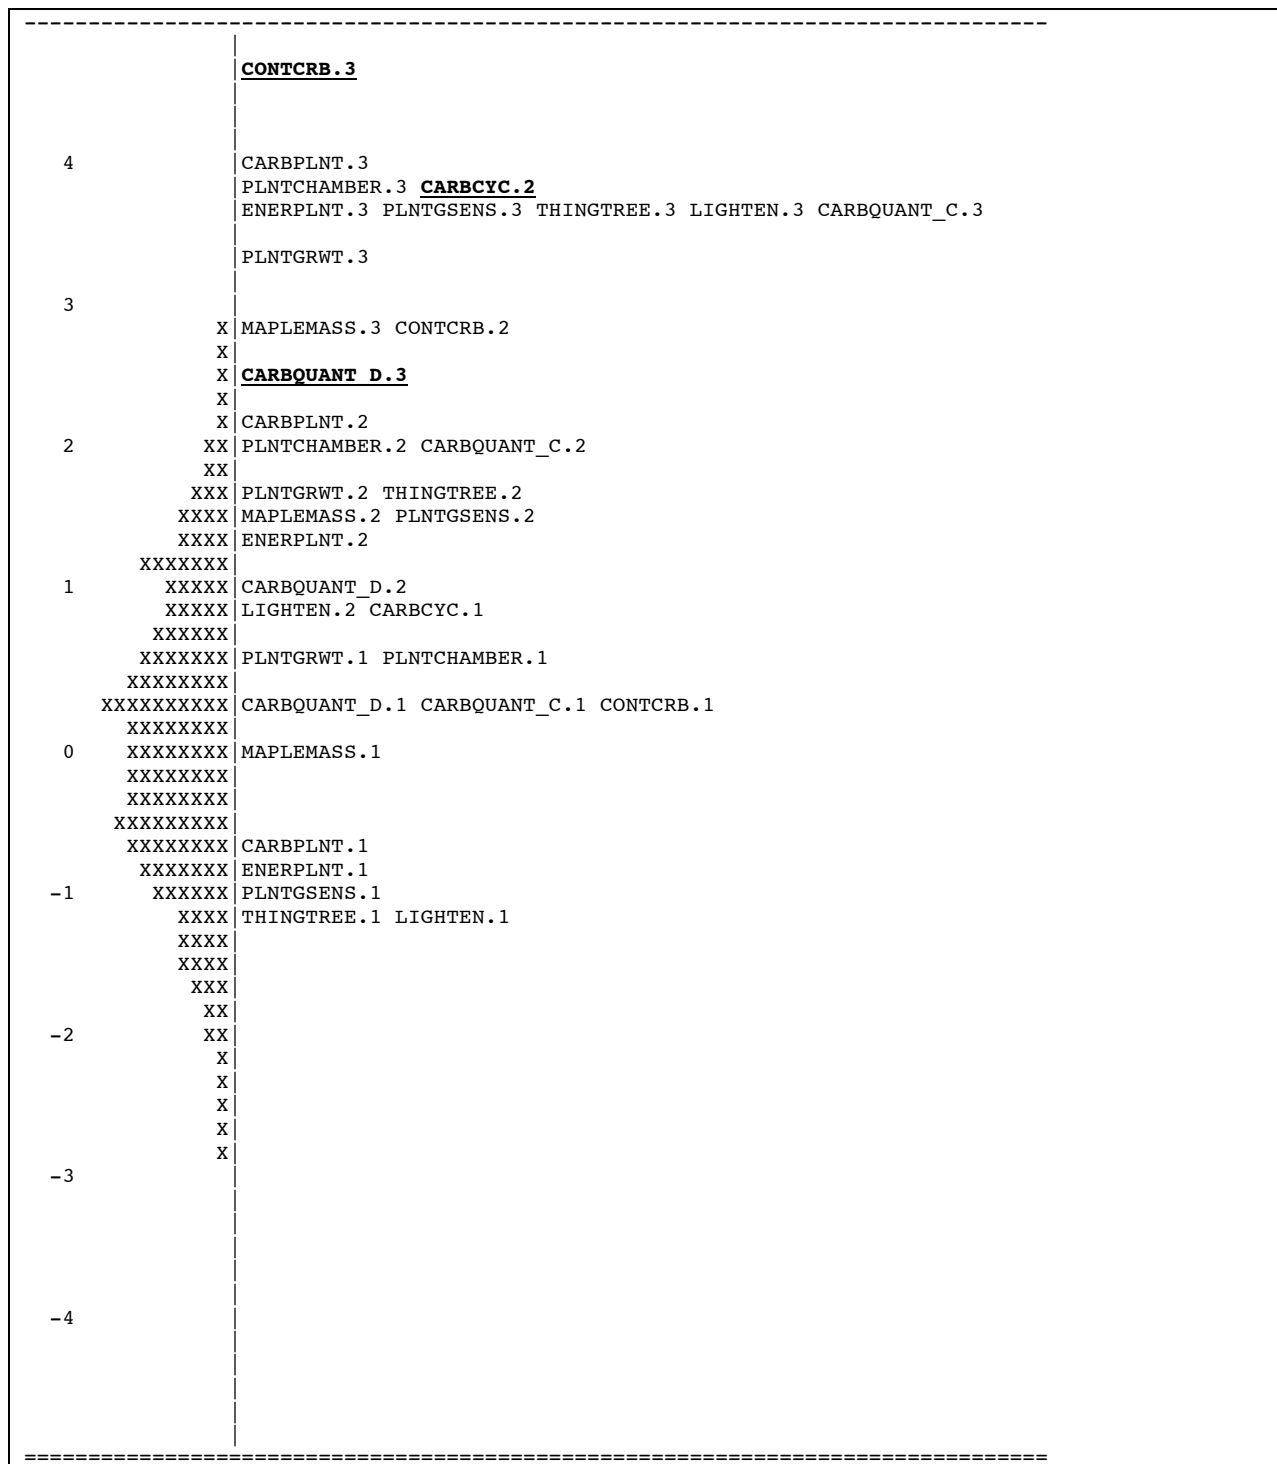 --------------------------------------------------------------------------------
|
|CONTCRB.3
|
|
|
4 |CARBPLNT.3
|PLNTCHAMBER.3 CARBCYC.2
|ENERPLNT.3 PLNTGSENS.3 THINGTREE.3 LIGHTEN.3 CARBQUANT_C.3
|
|PLNTGRWT.3
|
3 |
X|MAPLEMASS.3 CONTCRB.2
X|
X|CARBQUANT D.3
X|
X|CARBPLNT.2
2 XX|PLNTCHAMBER.2 CARBQUANT_C.2
XX|
XXX|PLNTGRWT.2 THINGTREE.2
XXXX|MAPLEMASS.2 PLNTGSENS.2
XXXX|ENERPLNT.2
XXXXXXX|
1 XXXXX|CARBQUANT_D.2
XXXXX|LIGHTEN.2 CARBCYC.1
XXXXXX|
XXXXXXX|PLNTGRWT.1 PLNTCHAMBER.1
XXXXXXXX|
XXXXXXXXXX|CARBQUANT_D.1 CARBQUANT_C.1 CONTCRB.1
XXXXXXXX|
0 XXXXXXXX|MAPLEMASS.1
XXXXXXXX|
XXXXXXXX|
XXXXXXXXX|
XXXXXXXX|CARBPLNT.1
XXXXXXX|ENERPLNT.1
-1 XXXXXX|PLNTGSENS.1
XXXX|THINGTREE.1 LIGHTEN.1
XXXX|
XXXX|
XXX|
XX|
-2 XX|
X|
X|
X|
X|
X|
-3 |
|
|
|
|
|
-4 |
|
|
|
|
|
================================================================================